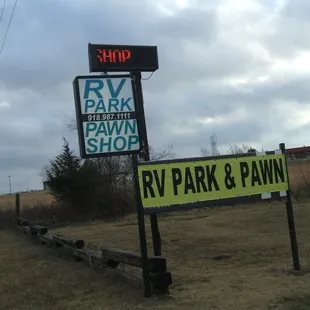 SHOP
RV
PARK
918.987.1111
PAWN
SHOP
RV PARK & PAWN